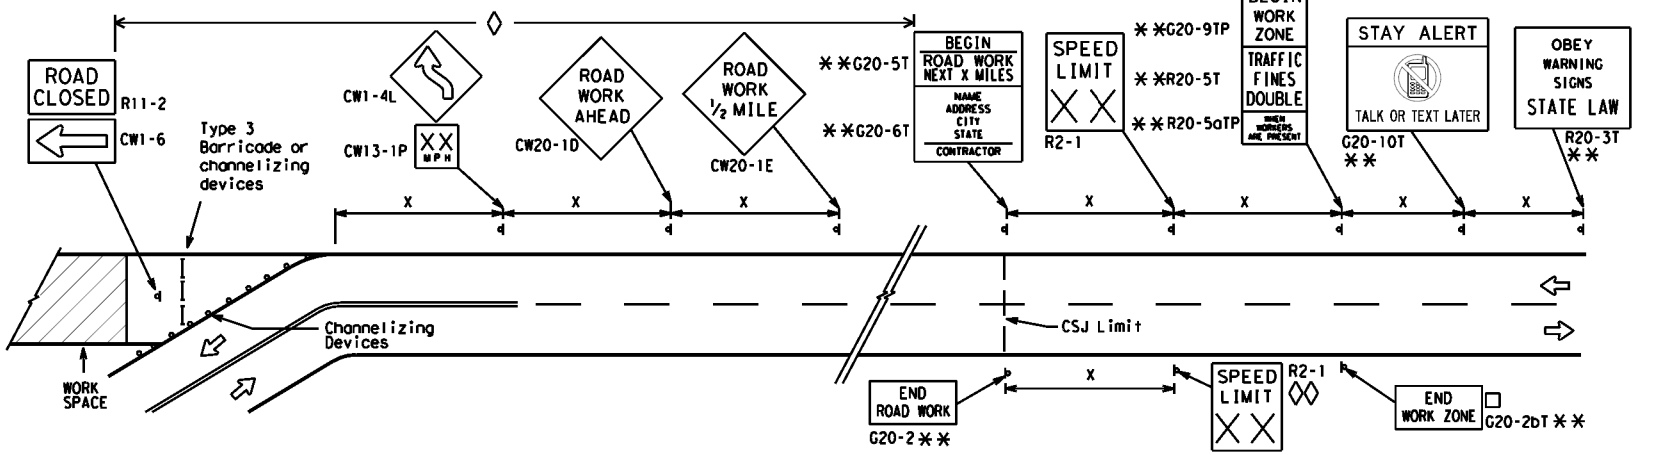 ROAD
CLOSED
R11-2
CW1-6
Type 3
Barricade or
channelizing
devices
CW1-4L
CW13-1P
X X
M P H
ROAD
WORK
AHEAD
CW20-1D
ROAD
WORK
1/2 MILE
CW20-1E
* *G20-5T
BEGIN
ROAD WORK
NEXT X MILES
* *G20-6T
NAME
ADDRESS
CITY
STATE
CONTRACTOR
SPEED
LIMIT
X X
R2-1
* *G20-9TP
BEGIN
WORK
ZONE
* *R20-5T
TRAFFIC
FINES
DOUBLE
* *R20-5aTP
WHEN
WORKERS
ARE PRESENT
STAY ALERT
TALK OR TEXT LATER
G20-10T
* *
OBEY
WARNING
SIGNS
STATE LAW
R20-3T
* *
X
X
X
X
X
X
X
Channelizing
Devices
CSJ Limit
WORK
SPACE
END
ROAD WORK
G20-2 * *
X
SPEED
LIMIT
X X
R2-1
END
WORK ZONE
G20-2bT * *